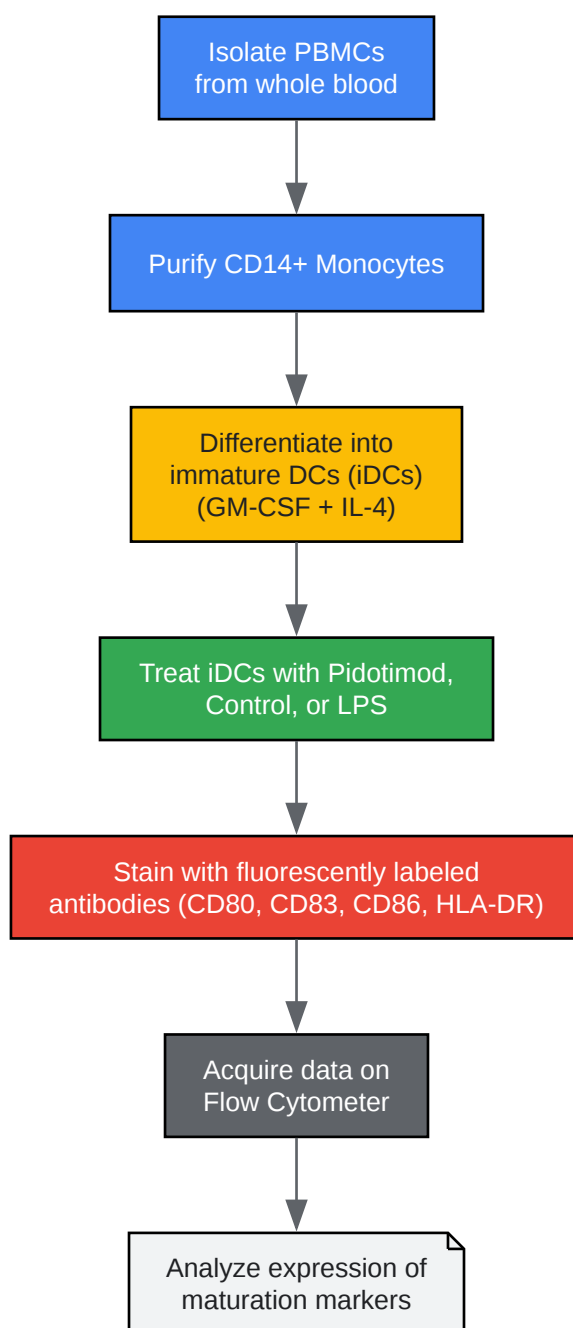 Isolate PBMCs
from whole blood
Purify CD14+ Monocytes
Differentiate into
immature DCs (iDCs)
(GM-CSF + IL-4)
Treat iDCs with Pidotimod,
Control, or LPS
Stain with fluorescently labeled
antibodies (CD80, CD83, CD86, HLA-DR)
Acquire data on
Flow Cytometer
Analyze expression of
maturation markers